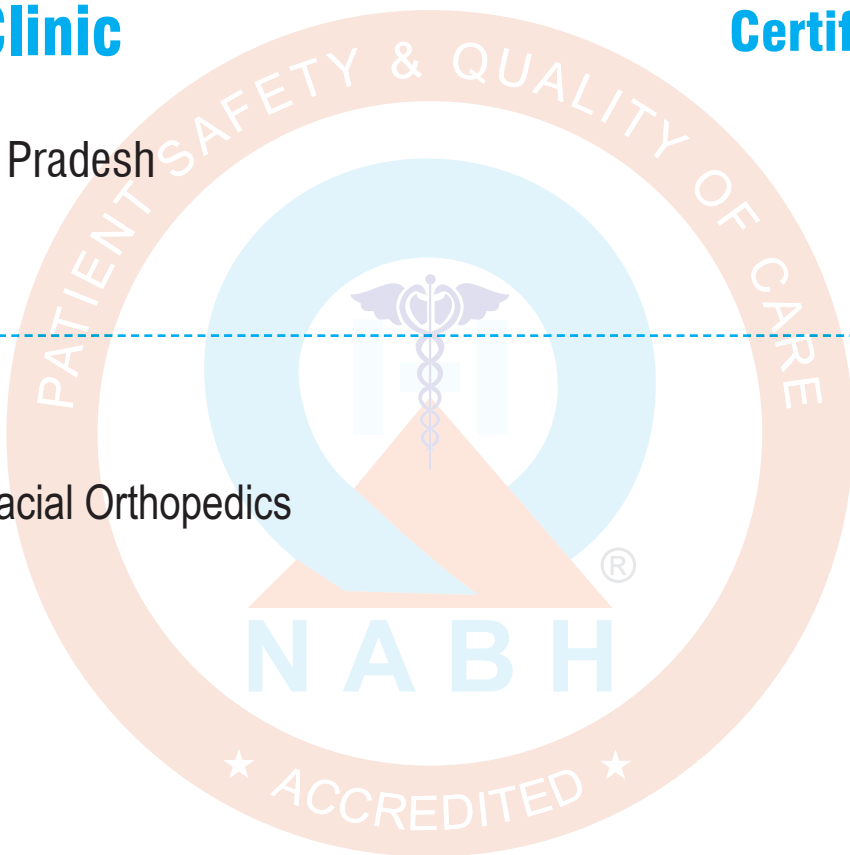 Clinic
Certif
PATIENT SAFETY & QUALITY OF CARE
Pradesh
acial Orthopedics
®
NABH
★ ACCREDITED ★